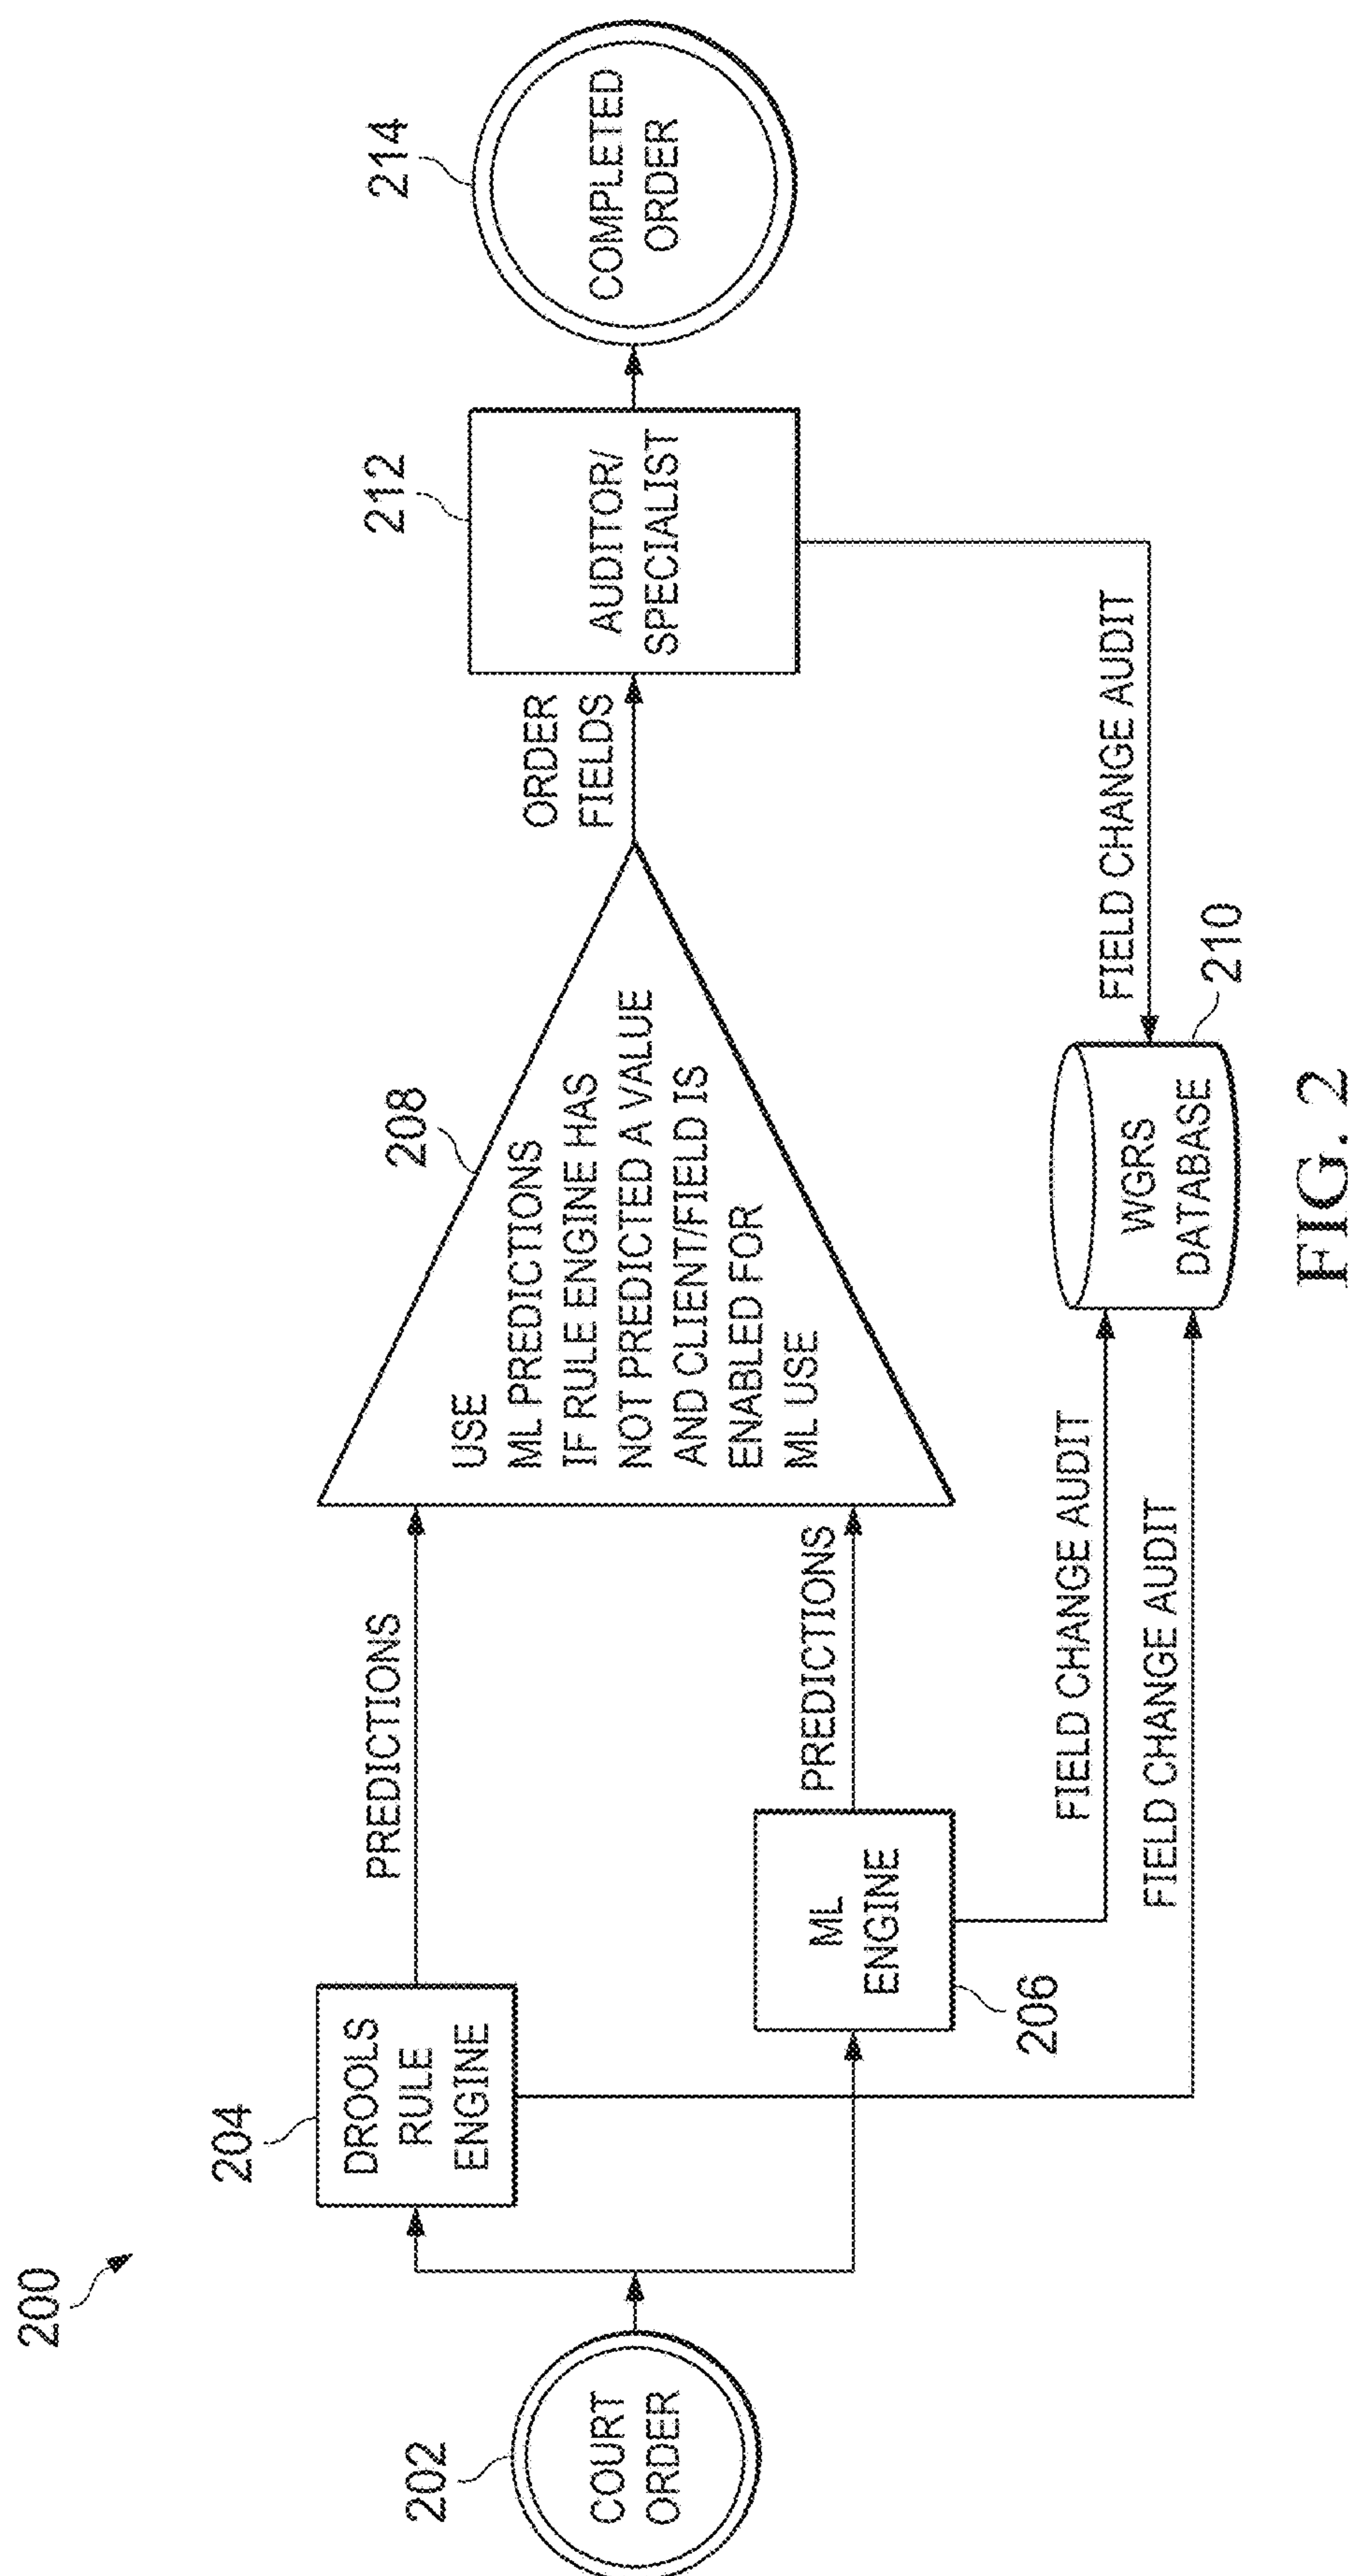 200
202
COURT
ORDER
204
DROOLS
RULE
ENGINE
PREDICTIONS
ML
ENGINE
206
PREDICTIONS
208
USE
ML PREDICTIONS
IF RULE ENGINE HAS
NOT PREDICTED A VALUE
AND CLIENT/FIELD IS
ENABLED FOR
ML USE
ORDER
FIELDS
212
AUDITOR/
SPECIALIST
214
COMPLETED
ORDER
FIELD CHANGE AUDIT
FIELD CHANGE AUDIT
FIELD CHANGE AUDIT
WGRS
DATABASE
210
FIG. 2